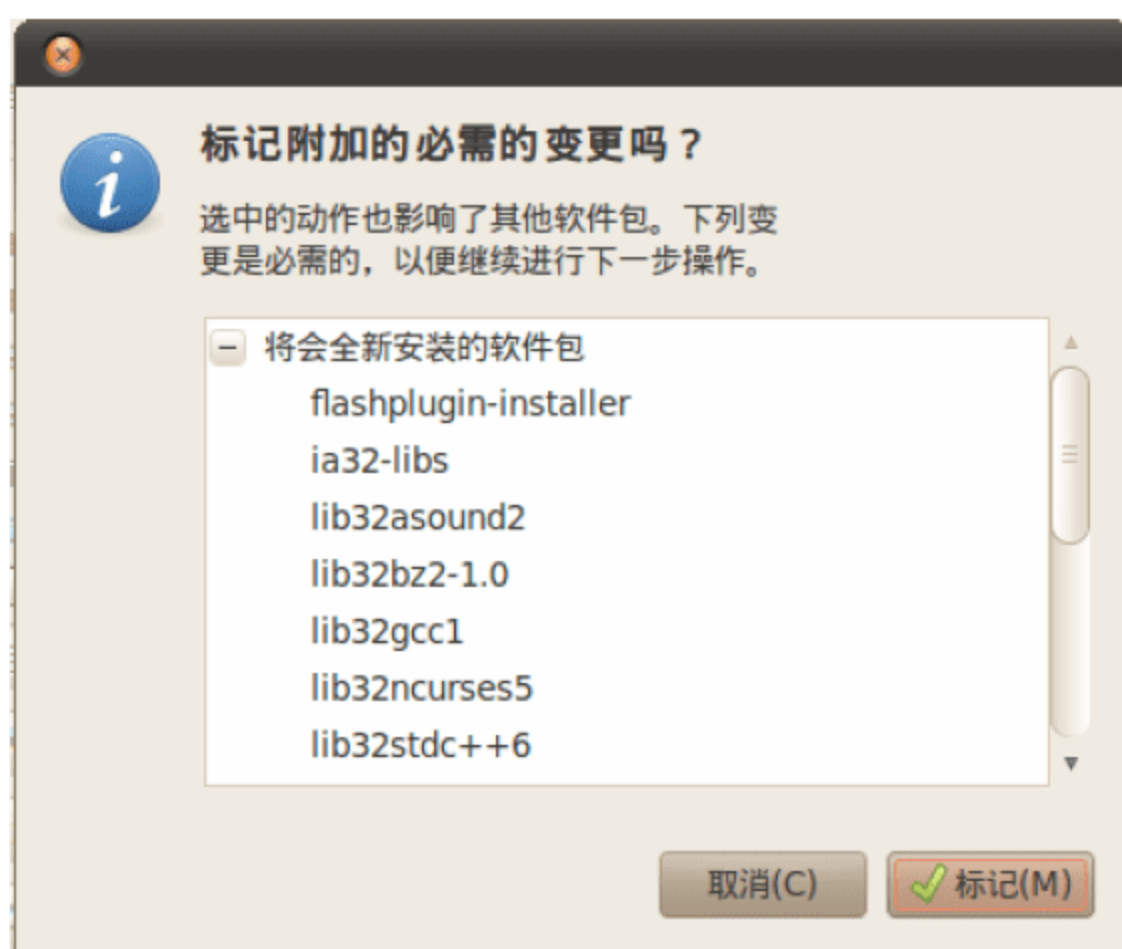 标记附加的必需的变更吗？
选中的动作也影响了其他软件包。下列变
更是必需的，以便继续进行下一步操作。
将会全新安装的软件包
flashplugin-installer
ia32-libs
lib32asound2
lib32bz2-1.0
lib32gcc1
lib32ncurses5
lib32stdc++6
取消(C)
标记(M)